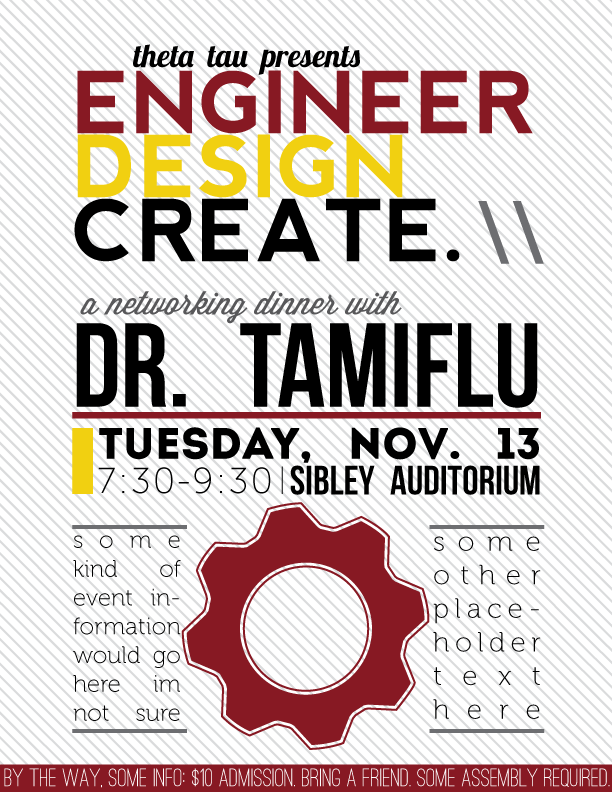 theta tau presents
ENGINEER
DESIGN
CREATE. \\
a networking dinner with
DR. TAMIFLU
TUESDAY, NOV. 13
7:30-9:30|SIBLEY AUDITORIUM
some
kind of
event in-
formation
would go
here im
not sure
some
other
place-
holder
text
here
BY THE WAY, SOME INFO: $10 ADMISSION. BRING A FRIEND. SOME ASSEMBLY REQUIRED.